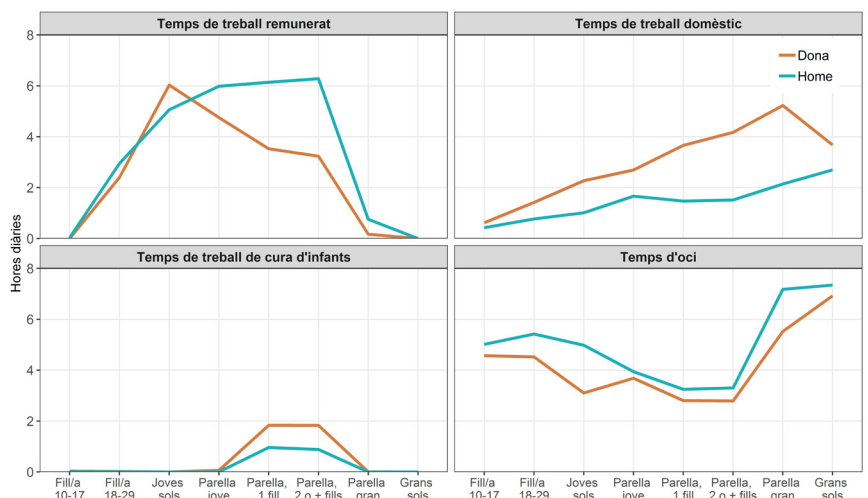 Temps de treball remunerat
Temps de treball domèstic
8
6
4
2
0
Dona
Home
Hores diàries
Temps de treball de cura d'infants
Temps d'oci
8
6
4
2
0
Fill/a
10-17
Fill/a
18-29
Joves
sols
Parella
jove
Parella,
1 fill
Parella,
2 o + fills
Parella
gran
Grans
sols
Fill/a
10-17
Fill/a
18-29
Joves
sols
Parella
jove
Parella,
1 fill
Parella,
2 o + fills
Parella
gran
Grans
sols